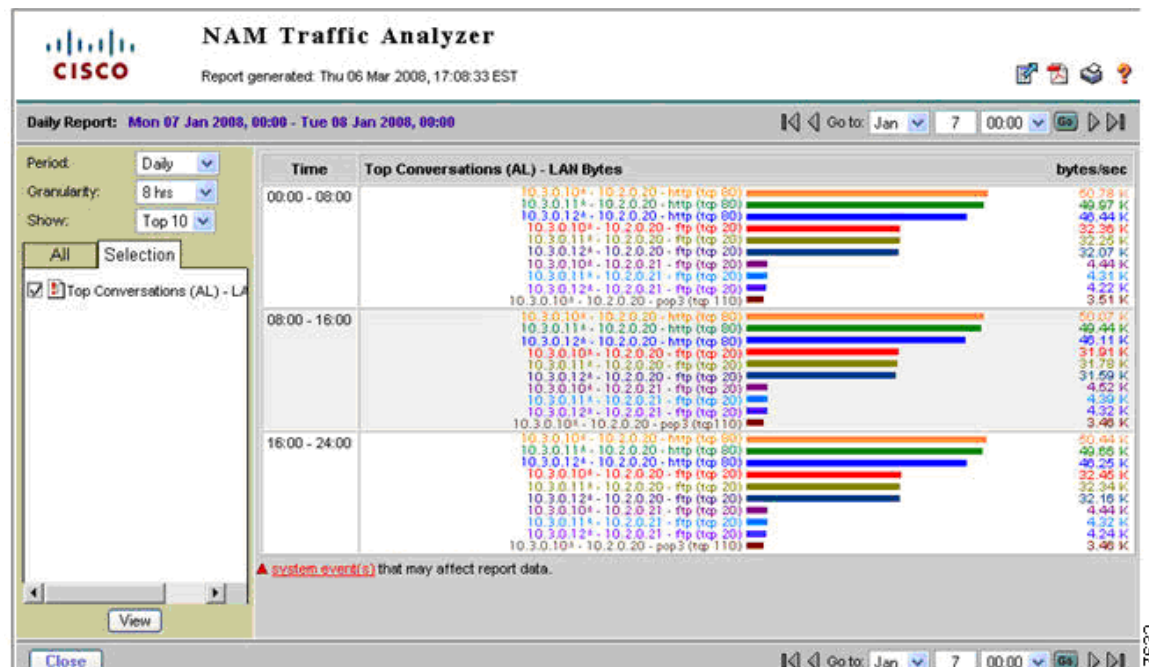 CISCO
NAM Traffic Analyzer
Report generated: Thu 06 Mar 2008, 17:08:33 EST
Daily Report: Mon 07 Jan 2008, 00:00 - Tue 08 Jan 2008, 00:00
Go to: Jan 7 00:00 Go
Period: Daily
Granularity: 8 hrs
Show: Top 10
All Selection
Top Conversations (AL) - LA
View
Time Top Conversations (AL) - LAN Bytes bytes/sec
00:00 - 08:00
10.3.0.10* - 10.2.0.20 - http (tcp 80) 50.78 K
10.3.0.11* - 10.2.0.20 - http (tcp 80) 49.97 K
10.3.0.12* - 10.2.0.20 - http (tcp 80) 46.44 K
10.3.0.10* - 10.2.0.20 - ftp (tcp 20) 32.36 K
10.3.0.11* - 10.2.0.20 - ftp (tcp 20) 32.25 K
10.3.0.12* - 10.2.0.20 - ftp (tcp 20) 32.07 K
10.3.0.10* - 10.2.0.21 - ftp (tcp 20) 4.44 K
10.3.0.11* - 10.2.0.21 - ftp (tcp 20) 4.31 K
10.3.0.12* - 10.2.0.21 - ftp (tcp 20) 4.22 K
10.3.0.10* - 10.2.0.20 - pop3 (tcp 110) 3.51 K
08:00 - 16:00
10.3.0.10* - 10.2.0.20 - http (tcp 80) 50.07 K
10.3.0.11* - 10.2.0.20 - http (tcp 80) 49.44 K
10.3.0.12* - 10.2.0.20 - http (tcp 80) 46.11 K
10.3.0.10* - 10.2.0.20 - ftp (tcp 20) 31.91 K
10.3.0.11* - 10.2.0.20 - ftp (tcp 20) 31.78 K
10.3.0.12* - 10.2.0.20 - ftp (tcp 20) 31.59 K
10.3.0.10* - 10.2.0.21 - ftp (tcp 20) 4.52 K
10.3.0.11* - 10.2.0.21 - ftp (tcp 20) 4.39 K
10.3.0.12* - 10.2.0.21 - ftp (tcp 20) 4.32 K
10.3.0.10* - 10.2.0.20 - pop3 (tcp110) 3.46 K
16:00 - 24:00
10.3.0.10* - 10.2.0.20 - http (tcp 80) 50.44 K
10.3.0.11* - 10.2.0.20 - http (tcp 80) 49.66 K
10.3.0.12* - 10.2.0.20 - http (tcp 80) 46.25 K
10.3.0.10* - 10.2.0.20 - ftp (tcp 20) 32.45 K
10.3.0.11* - 10.2.0.20 - ftp (tcp 20) 32.34 K
10.3.0.12* - 10.2.0.20 - ftp (tcp 20) 32.16 K
10.3.0.10* - 10.2.0.21 - ftp (tcp 20) 4.44 K
10.3.0.11* - 10.2.0.21 - ftp (tcp 20) 4.32 K
10.3.0.12* - 10.2.0.21 - ftp (tcp 20) 4.24 K
10.3.0.10* - 10.2.0.20 - pop3 (tcp 110) 3.46 K
system event(s) that may affect report data.
Close
Go to: Jan 7 00:00 Go